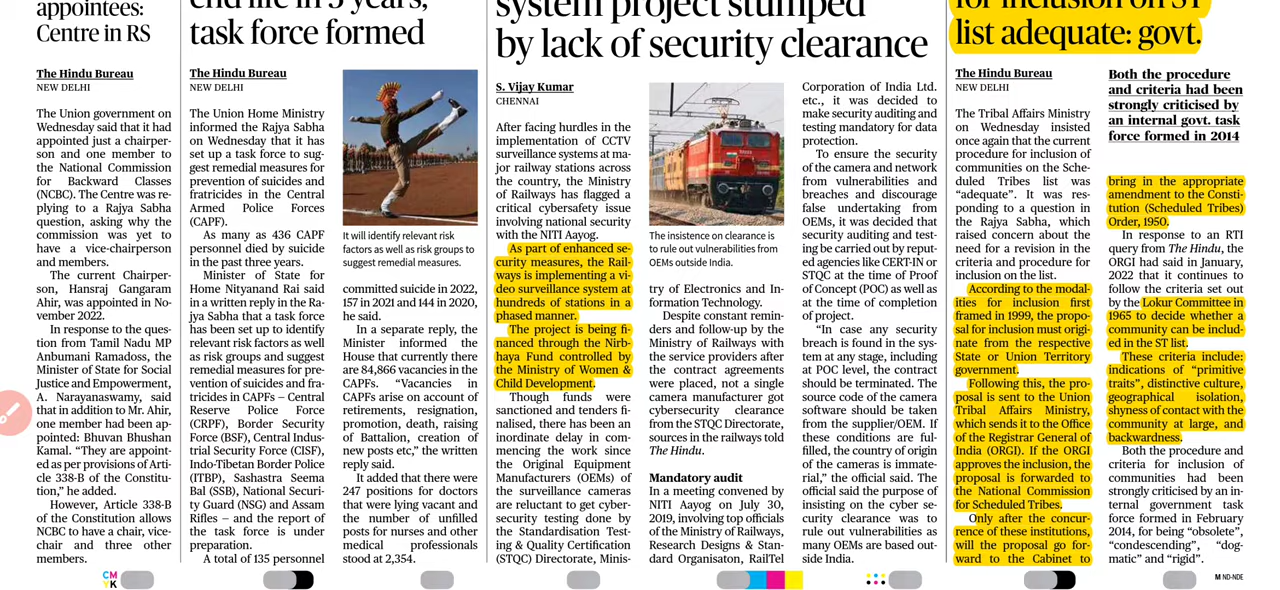 appointees:
Centre in RS
The Hindu Bureau
NEW DELHI
The Union government on
Wednesday said that it had
appointed just a chairper-
son and one member to
the National Commission
for Backward Classes
(NCBC). The Centre was re-
plying to a Rajya Sabha
question, asking why the
commission was yet to
have a vice-chairperson
and members.
The current Chairper-
son, Hansraj Gangaram
Ahir, was appointed in No-
vember 2022.
In response to the ques-
tion from Tamil Nadu MP
Anbumani Ramadoss, the
Minister of State for Social
Justice and Empowerment,
A. Narayanaswamy, said
that in addition to Mr. Ahir,
one member had been ap-
pointed: Bhuvan Bhushan
Kamal. “They are appoint-
ed as per provisions of Arti-
cle 338-B of the Constitu-
tion,” he added.
However, Article 338-B
of the Constitution allows
NCBC to have a chair, vice-
chair and three other
members.
end life in 3 years,
task force formed
The Hindu Bureau
NEW DELHI
The Union Home Ministry
informed the Rajya Sabha
on Wednesday that it has
set up a task force to sug-
gest remedial measures for
prevention of suicides and
fratricides in the Central
Armed Police Forces
(CAPF).
As many as 436 CAPF
personnel died by suicide
in the past three years.
Minister of State for
Home Nityanand Rai said
in a written reply in the Ra-
jya Sabha that a task force
has been set up to identify
relevant risk factors as well
as risk groups and suggest
remedial measures for pre-
vention of suicides and fra-
tricides in CAPFs – Central
Reserve Police Force
(CRPF), Border Security
Force (BSF), Central Indus-
trial Security Force (CISF),
Indo-Tibetan Border Police
(ITBP), Sashastra Seema
Bal (SSB), National Securi-
ty Guard (NSG) and Assam
Rifles – and the report of
the task force is under
preparation.
A total of 135 personnel
It will identify relevant risk
factors as well as risk groups to
suggest remedial measures.
committed suicide in 2022,
157 in 2021 and 144 in 2020,
he said.
In a separate reply, the
Minister informed the
House that currently there
are 84,866 vacancies in the
CAPFs. “Vacancies in
CAPFs arise on account of
retirements, resignation,
promotion, death, raising
of Battalion, creation of
new posts etc,” the written
reply said.
It added that there were
247 positions for doctors
that were lying vacant and
the number of unfilled
posts for nurses and other
medical professionals
stood at 2,354.
system project stumped
by lack of security clearance
S. Vijay Kumar
CHENNAI
After facing hurdles in the
implementation of CCTV
surveillance systems at ma-
jor railway stations across
the country, the Ministry
of Railways has flagged a
critical cybersafety issue
involving national security
with the NITI Aayog.
As part of enhanced se-
curity measures, the Rail-
ways is implementing a vi-
deo surveillance system at
hundreds of stations in a
phased manner.
The project is being fi-
nanced through the Nirb-
haya Fund controlled by
the Ministry of Women &
Child Development.
Though funds were
sanctioned and tenders fi-
nalised, there has been an
inordinate delay in com-
mencing the work since
the Original Equipment
Manufacturers (OEMs) of
the surveillance cameras
are reluctant to get cyber-
security testing done by
the Standardisation Test-
ing & Quality Certification
(STQC) Directorate, Minis-
The insistence on clearance is
to rule out vulnerabilities from
OEMs outside India.
try of Electronics and In-
formation Technology.
Despite constant remin-
ders and follow-up by the
Ministry of Railways with
the service providers after
the contract agreements
were placed, not a single
camera manufacturer got
cybersecurity clearance
from the STQC Directorate,
sources in the railways told
The Hindu.
Mandatory audit
In a meeting convened by
NITI Aayog on July 30,
2019, involving top officials
of the Ministry of Railways,
Research Designs & Stan-
dard Organisaton, RailTel
Corporation of India Ltd.
etc., it was decided to
make security auditing and
testing mandatory for data
protection.
To ensure the security
of the camera and network
from vulnerabilities and
breaches and discourage
false undertaking from
OEMs, it was decided that
security auditing and test-
ing be carried out by reput-
ed agencies like CERT-IN or
STQC at the time of Proof
of Concept (POC) as well as
at the time of completion
of project.
“In case any security
breach is found in the sys-
tem at any stage, including
at POC level, the contract
should be terminated. The
source code of the camera
software should be taken
from the supplier/OEM. If
these conditions are ful-
filled, the country of origin
of the cameras is immate-
rial,” the official said. The
official said the purpose of
insisting on the cyber se-
curity clearance was to
rule out vulnerabilities as
many OEMs are based out-
side India.
for inclusion on ST
list adequate: govt.
The Hindu Bureau
NEW DELHI
The Tribal Affairs Ministry
on Wednesday insisted
once again that the current
procedure for inclusion of
communities on the Sche-
duled Tribes list was
“adequate”. It was res-
ponding to a question in
the Rajya Sabha, which
raised concern about the
need for a revision in the
criteria and procedure for
inclusion on the list.
According to the modal-
ities for inclusion first
framed in 1999, the propo-
sal for inclusion must origi-
nate from the respective
State or Union Territory
government.
Following this, the pro-
posal is sent to the Union
Tribal Affairs Ministry,
which sends it to the Office
of the Registrar General of
India (ORGI). If the ORGI
approves the inclusion, the
proposal is forwarded to
the National Commission
for Scheduled Tribes.
Only after the concur-
rence of these institutions,
will the proposal go for-
ward to the Cabinet to
Both the procedure
and criteria had been
strongly criticised by
an internal govt. task
force formed in 2014
bring in the appropriate
amendment to the Consti-
tution (Scheduled Tribes)
Order, 1950.
In response to an RTI
query from The Hindu, the
ORGI had said in January,
2022 that it continues to
follow the criteria set out
by the Lokur Committee in
1965 to decide whether a
community can be includ-
ed in the ST list.
These criteria include:
indications of “primitive
traits”, distinctive culture,
geographical isolation,
shyness of contact with the
community at large, and
backwardness.
Both the procedure and
criteria for inclusion of
communities had been
strongly criticised by an in-
ternal government task
force formed in February
2014, for being “obsolete”,
“condescending”, “dog-
matic” and “rigid”.
CM
YK
M ND-NDE